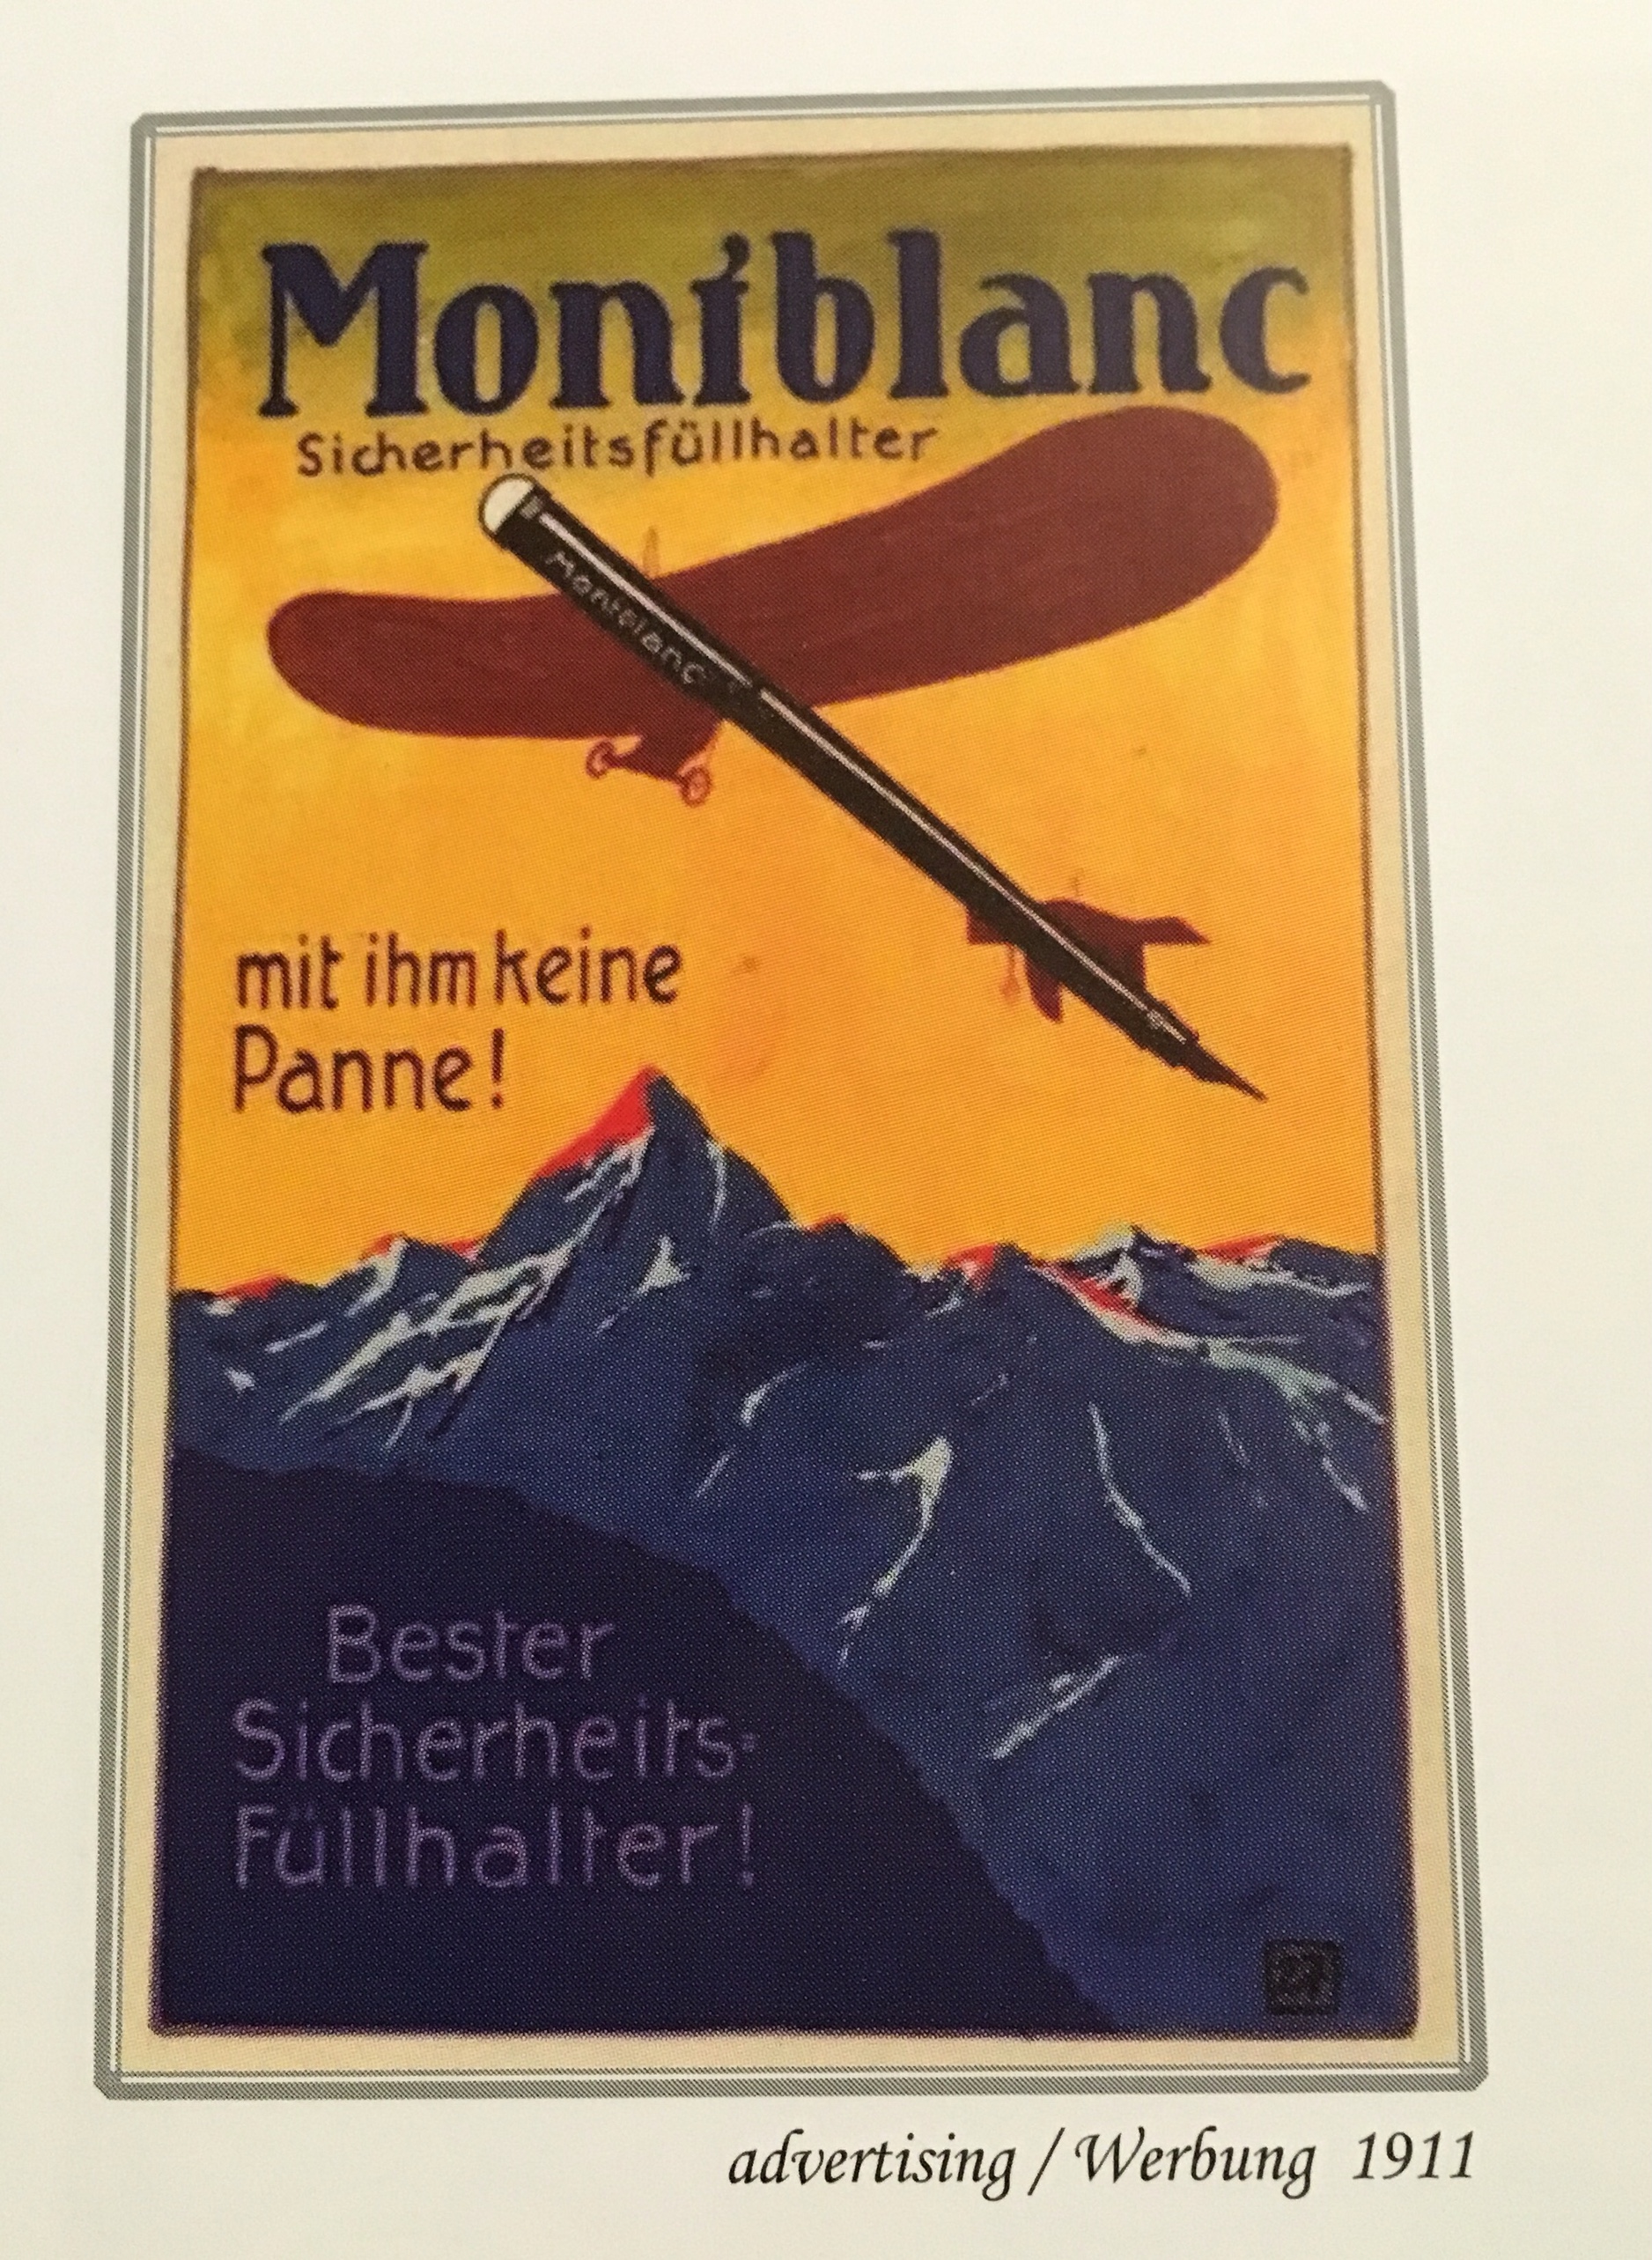 Montblanc
Sicherheitsfüllhalter
Montblanc
mit ihm keine
Panne!
Bester
Sicherheits-
Füllhalter!
advertising / Werbung 1911